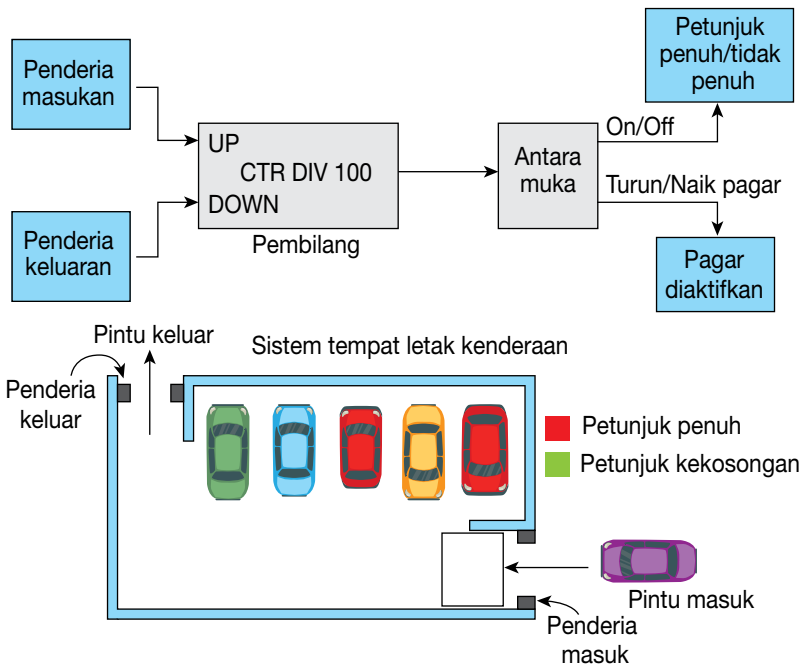 Penderia
masukan
Penderia
keluaran
UP
CTR DIV 100
DOWN
Pembilang
Antara
muka
On/Off
Turun/Naik pagar
Petunjuk
penuh/tidak
penuh
Pagar
diaktifkan
Sistem tempat letak kenderaan
Pintu keluar
Penderia
keluar
Petunjuk penuh
Petunjuk kekosongan
Pintu masuk
Penderia
masuk